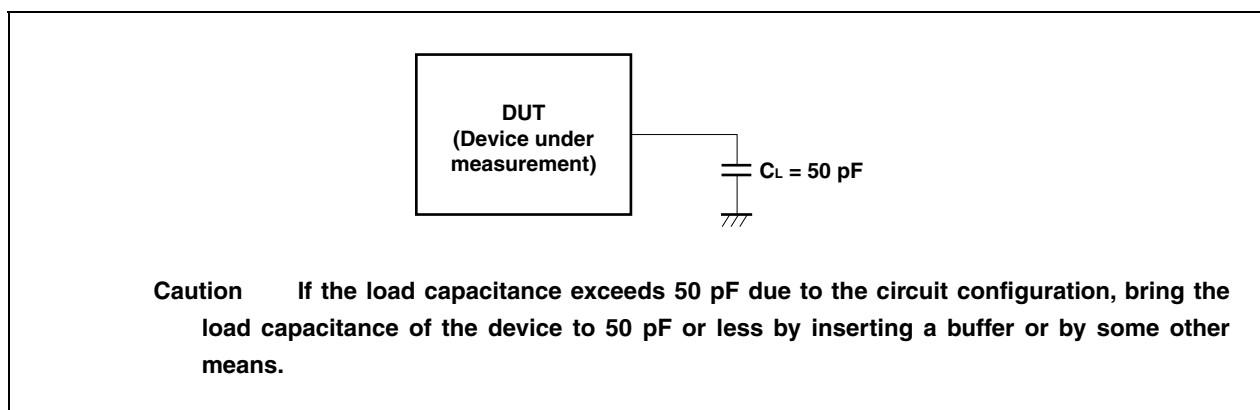 DUT
(Device under
measurement)
CL = 50 pF
Caution If the load capacitance exceeds 50 pF due to the circuit configuration, bring the
load capacitance of the device to 50 pF or less by inserting a buffer or by some other
means.